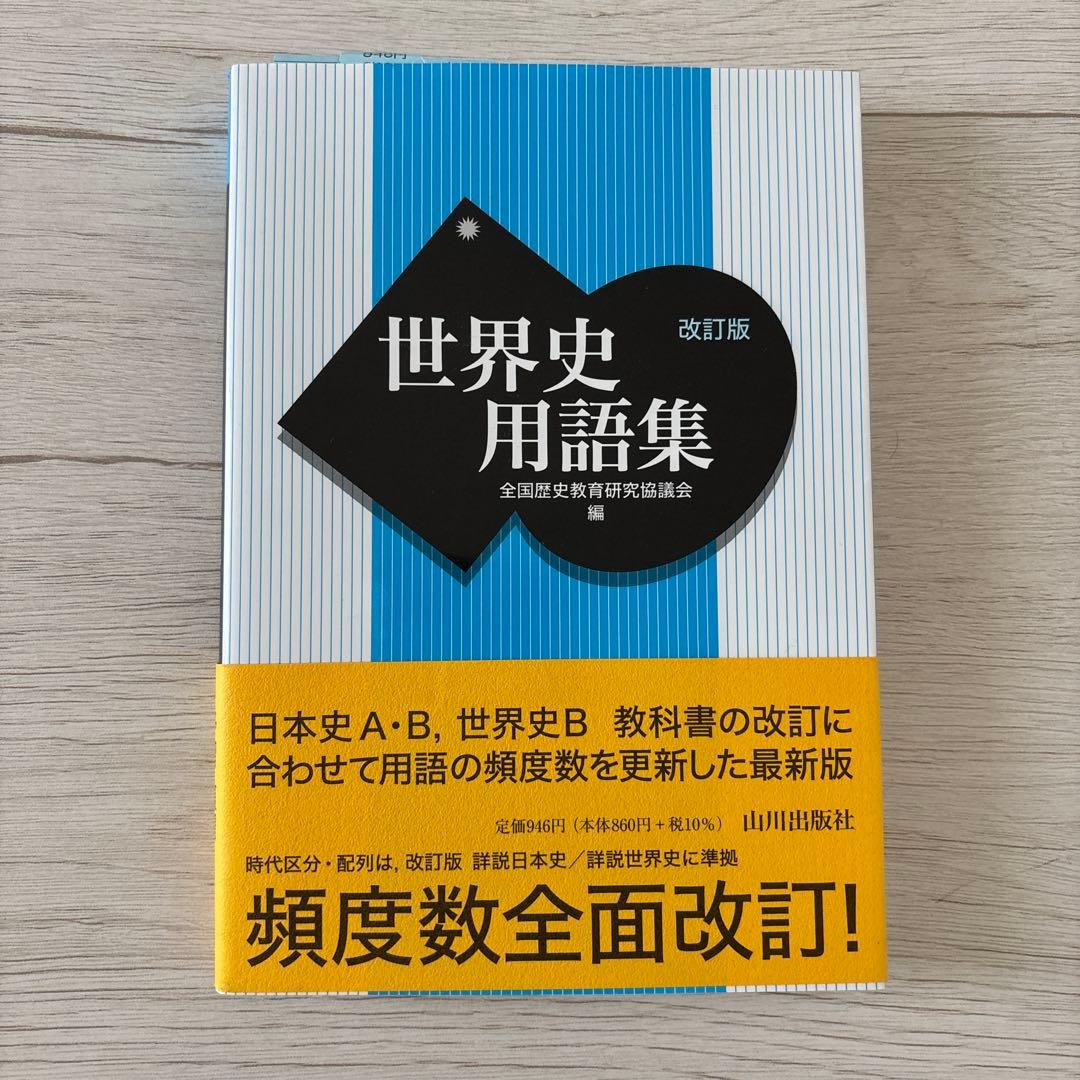 改訂版
世界史
用語集
全国歴史教育研究協議会
編
日本史A・B, 世界史B 教科書の改訂に
合わせて用語の頻度数を更新した最新版
定価946円(本体860円+税10%) 山川出版社
時代区分・配列は, 改訂版 詳説日本史/詳説世界史に準拠
頻度数全面改訂!